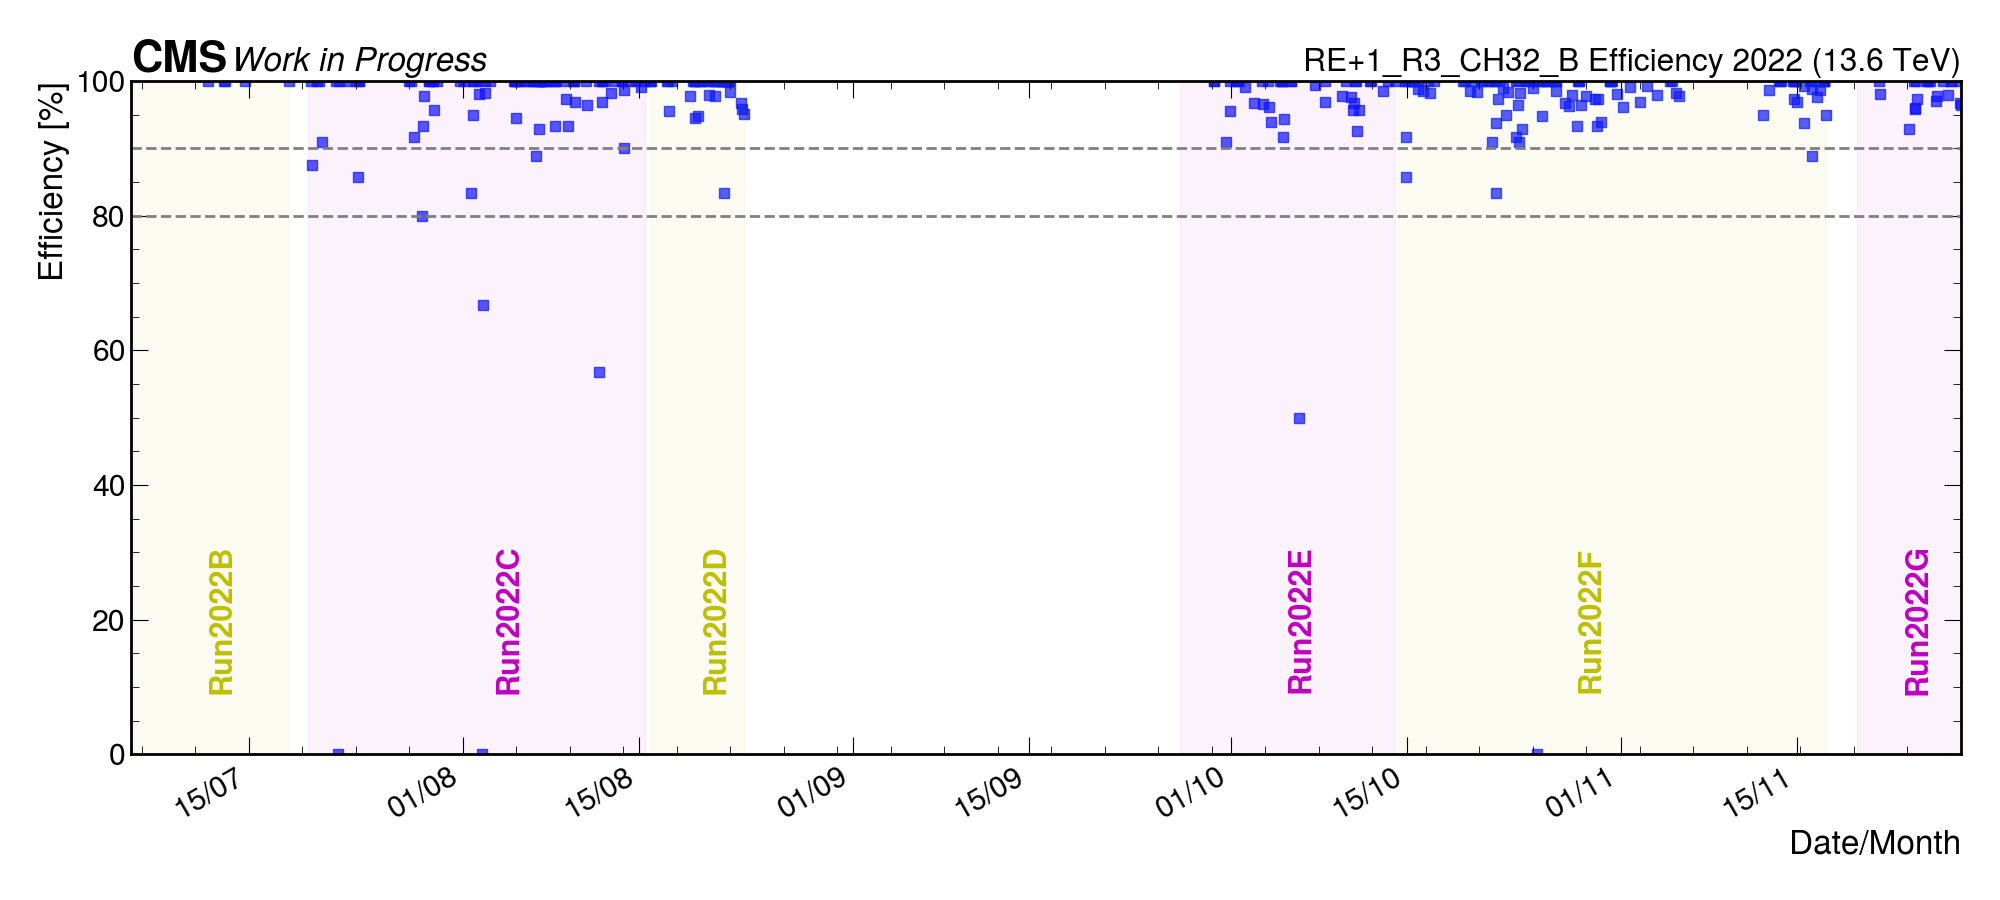 CMS Work in Progress
RE+1_R3_CH32_B Efficiency 2022 (13.6 TeV)
Efficiency [%]
100
80
60
40
20
0
Run2022B
Run2022C
Run2022D
Run2022E
Run2022F
Run2022G
15/07
01/08
15/08
01/09
15/09
01/10
15/10
01/11
15/11
Date/Month